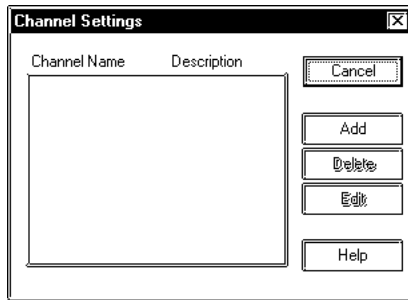 Channel Settings
Channel Name Description
Cancel
Add
Delete
Edit
Help